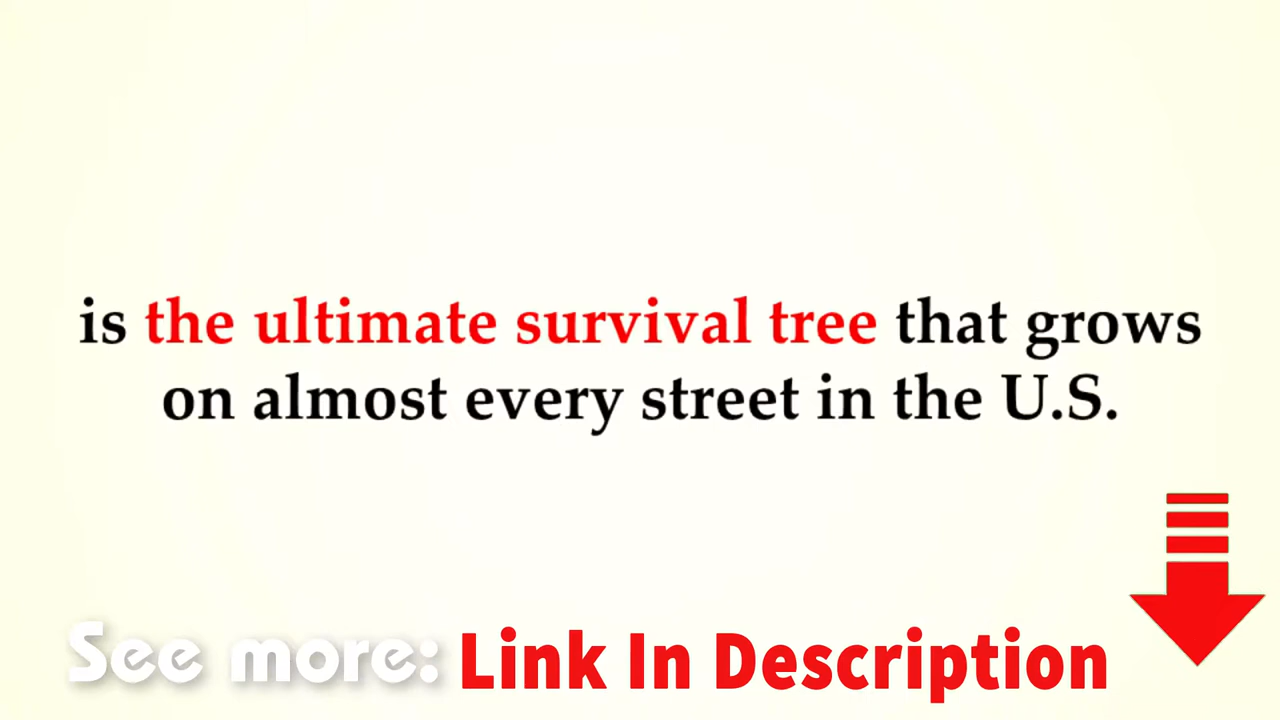 is the ultimate survival tree that grows
on almost every street in the U.S.
See more: Link In Description